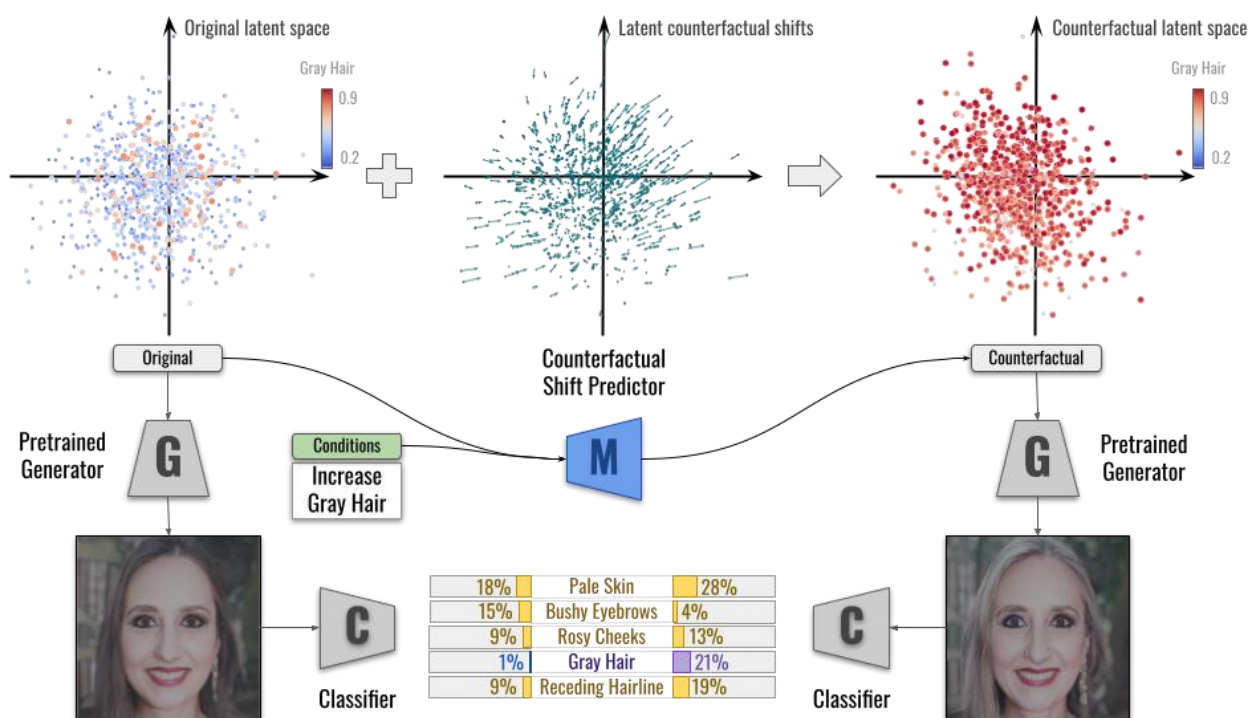 Original latent space
Latent counterfactual shifts
Counterfactual latent space
Gray Hair
0.9
0.2
Gray Hair
0.9
0.2
Original
Counterfactual
Shift Predictor
Counterfactual
Pretrained
Generator
G
Conditions
Increase
Gray Hair
M
G
Pretrained
Generator
18% Pale Skin 28%
15% Bushy Eyebrows 4%
9% Rosy Cheeks 13%
1% Gray Hair 21%
9% Receding Hairline 19%
C
Classifier
C
Classifier